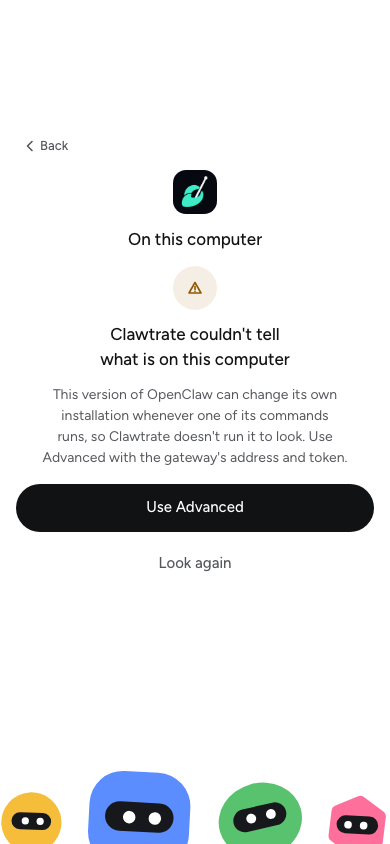 Back
On this computer
Clawtrate couldn't tell
what is on this computer
This version of OpenClaw can change its own
installation whenever one of its commands
runs, so Clawtrate doesn't run it to look. Use
Advanced with the gateway's address and token.
Use Advanced
Look again